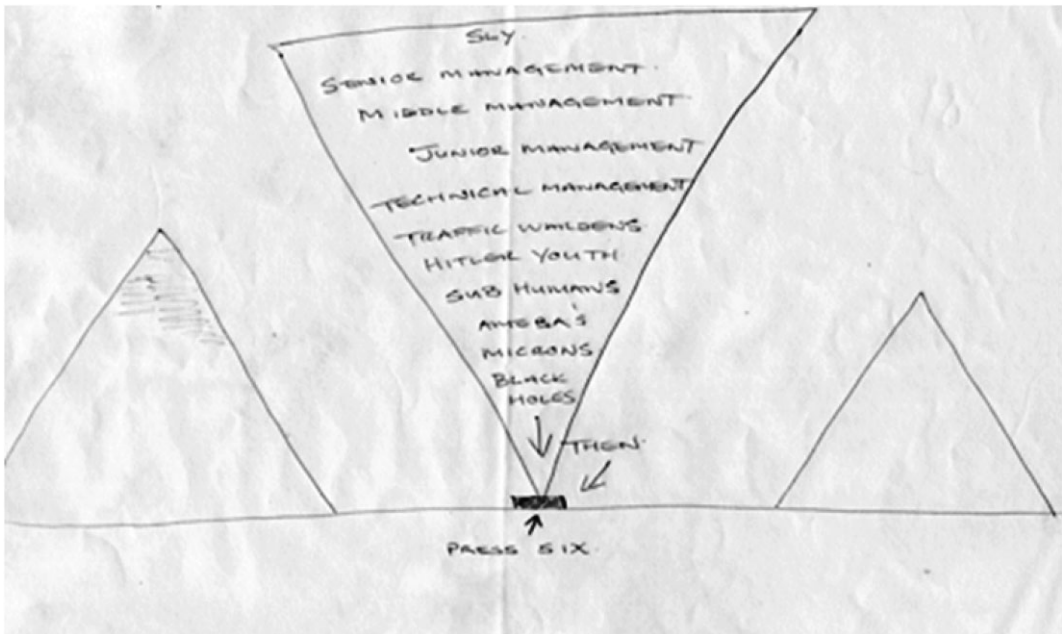 SLY.
SENIOR MANAGEMENT.
MIDDLE MANAGEMENT.
JUNIOR MANAGEMENT
TECHNICAL MANAGEMENT
TRAFFIC WARDENS
HITLER YOUTH
SUB HUMANS
AMEBA'S
MICRONS
BLACK
HOLES
THEN.
PRESS SIX.